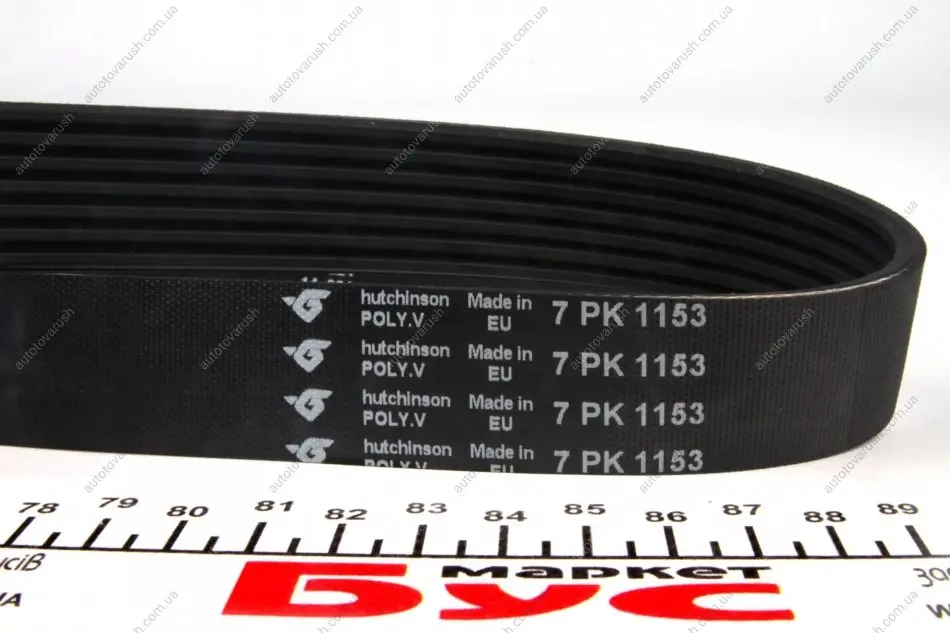 hutchinson Made in 7 PK 1153
POLY.V EU
hutchinson Made in 7 PK 1153
POLY.V EU
hutchinson Made in 7 PK 1153
POLY.V EU
hutchinson Made in 7 PK 1153
POLY.V EU
78 79 80 81 82 83 84 85 86 87 88 89
маркет
Бус
autotovarush.com.ua